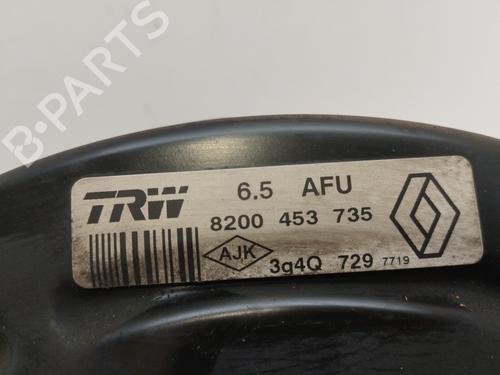 B-PARTS
TRW 6.5 AFU
8200 453 735
AJK 3g4Q 729 7719